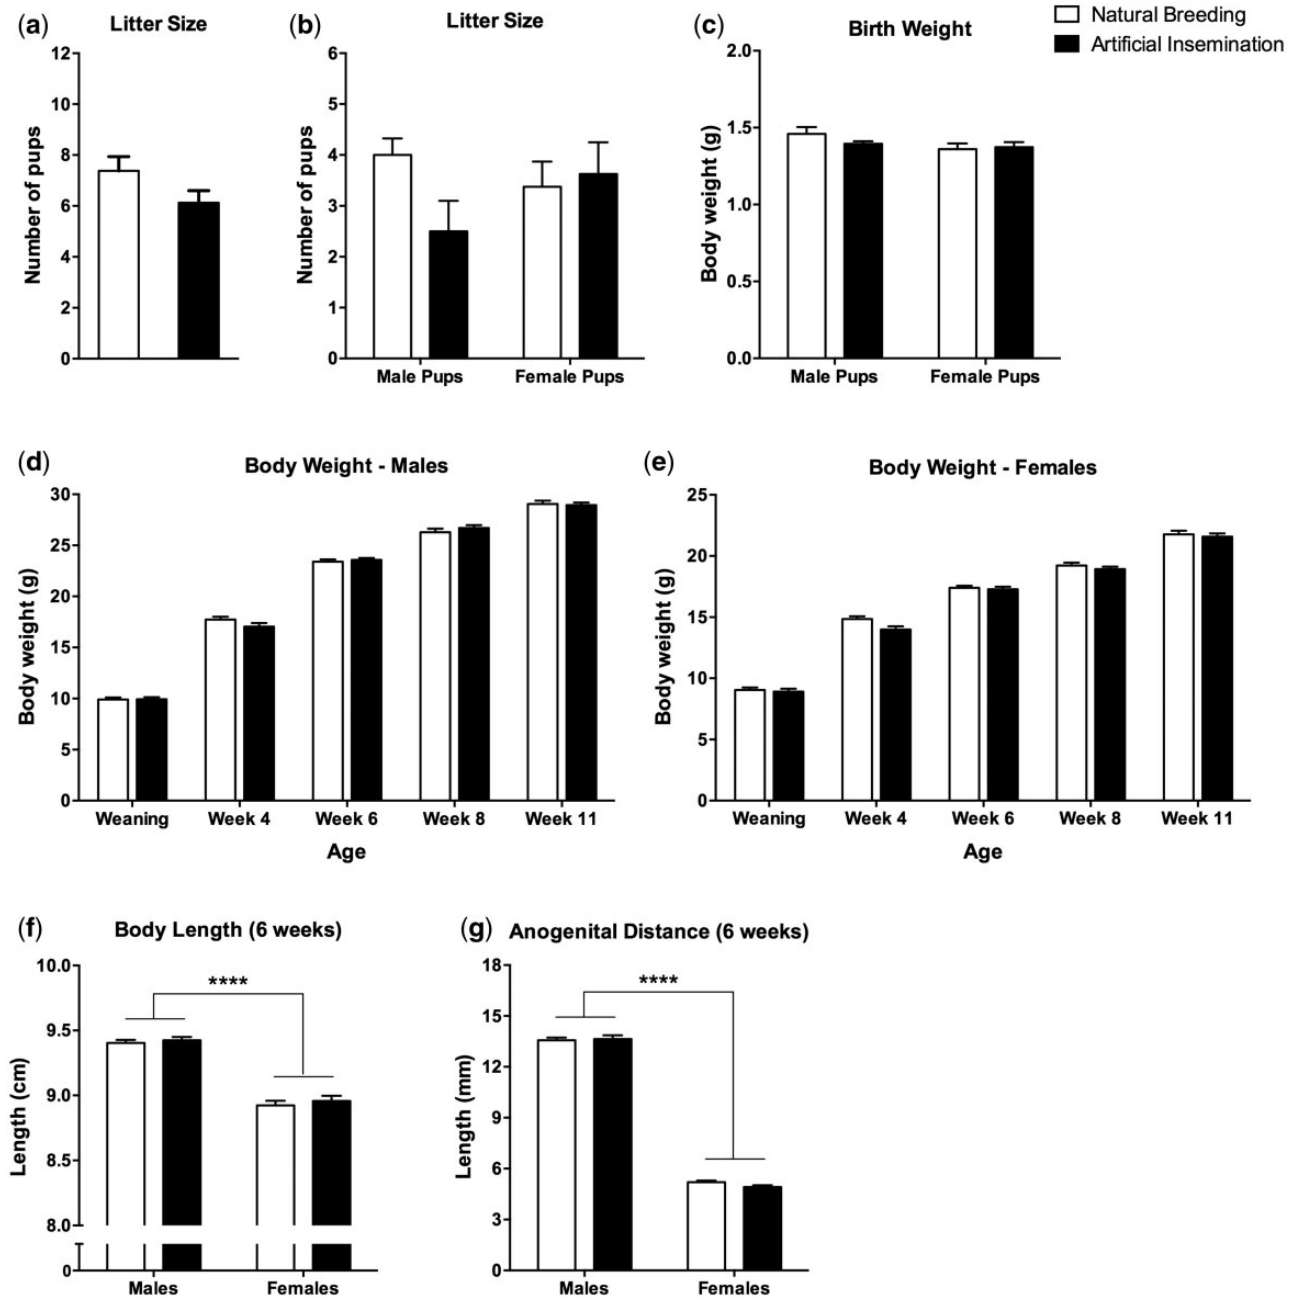 (a) Litter Size
Number of pups
12
10
8
6
4
2
0
(b) Litter Size
Number of pups
6
5
4
3
2
1
0
Male Pups Female Pups
(c) Birth Weight
Body weight (g)
2.0
1.5
1.0
0.5
0.0
Male Pups Female Pups
Natural Breeding
Artificial Insemination
(d) Body Weight - Males
Body weight (g)
30
25
20
15
10
5
0
Weaning Week 4 Week 6 Week 8 Week 11
Age
(e) Body Weight - Females
Body weight (g)
25
20
15
10
5
0
Weaning Week 4 Week 6 Week 8 Week 11
Age
(f) Body Length (6 weeks)
Length (cm)
10.0
9.5
9.0
8.5
8.0
0
****
Males Females
(g) Anogenital Distance (6 weeks)
Length (mm)
18
15
12
9
6
3
0
****
Males Females